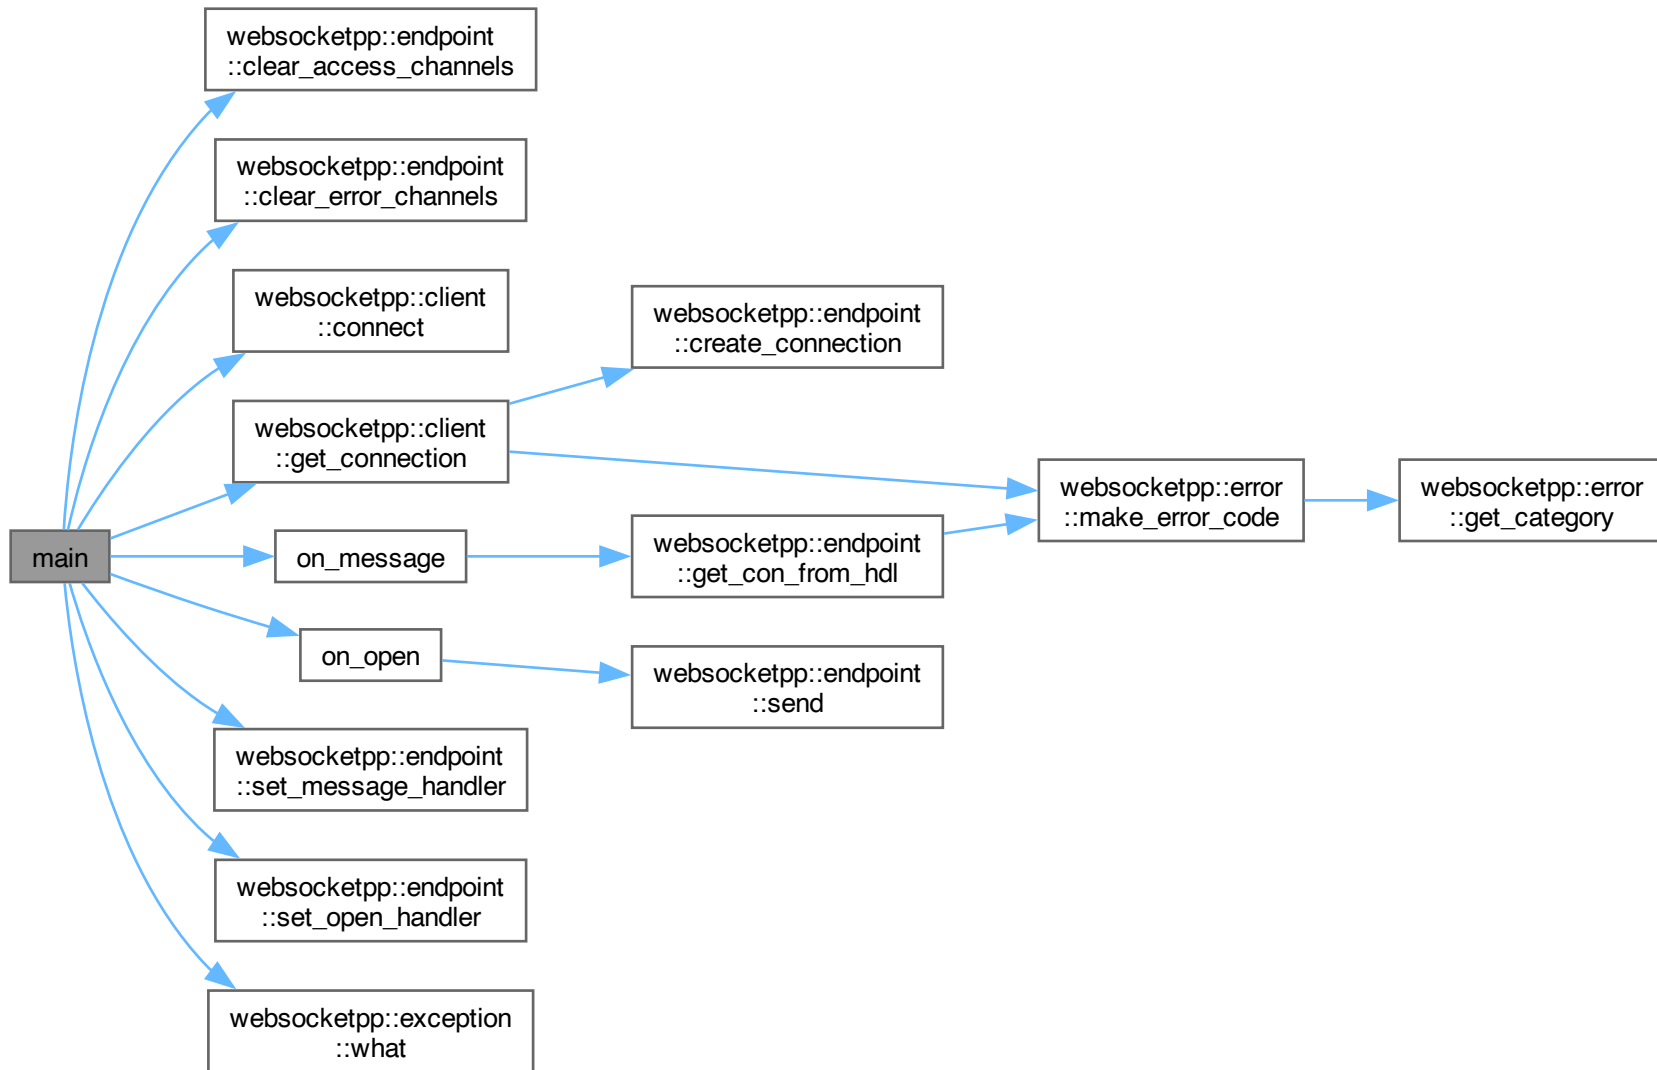 websocketpp::endpoint
::clear_access_channels
websocketpp::endpoint
::clear_error_channels
websocketpp::client
::connect
websocketpp::endpoint
::create_connection
websocketpp::client
::get_connection
websocketpp::error
::make_error_code
websocketpp::error
::get_category
main
on_message
websocketpp::endpoint
::get_con_from_hdl
on_open
websocketpp::endpoint
::send
websocketpp::endpoint
::set_message_handler
websocketpp::endpoint
::set_open_handler
websocketpp::exception
::what